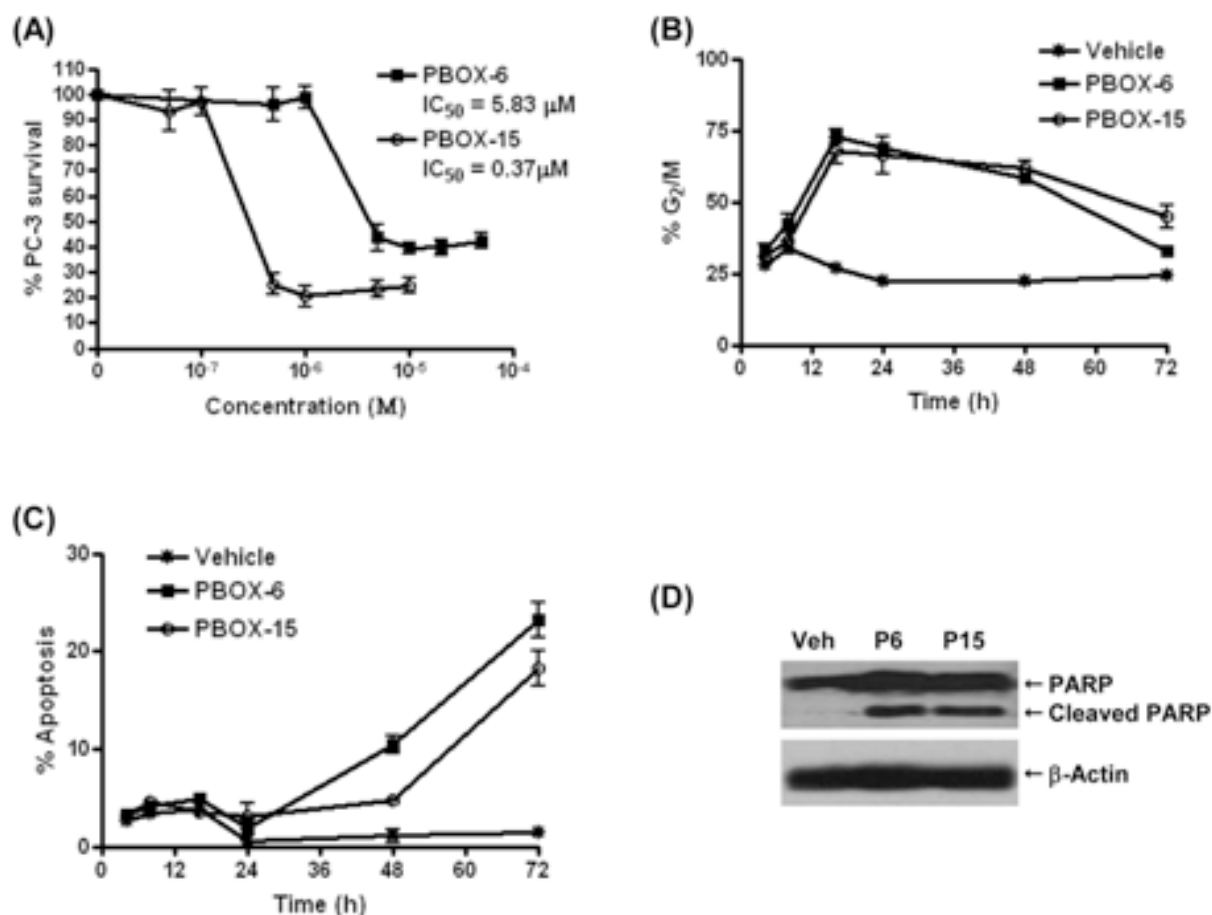 (A)
110
100
90
80
70
60
50
40
30
20
10
0
% PC-3 survival
0
10⁻⁷
10⁻⁶
10⁻⁵
10⁻⁴
Concentration (M)
PBOX-6
IC₅₀ = 5.83 μM
PBOX-15
IC₅₀ = 0.37μM
(B)
100
75
50
25
0
% G₂/M
0
12
24
36
48
60
72
Time (h)
Vehicle
PBOX-6
PBOX-15
(C)
30
20
10
0
% Apoptosis
0
12
24
36
48
60
72
Time (h)
Vehicle
PBOX-6
PBOX-15
(D)
Veh P6 P15
← PARP
← Cleaved PARP
← β-Actin